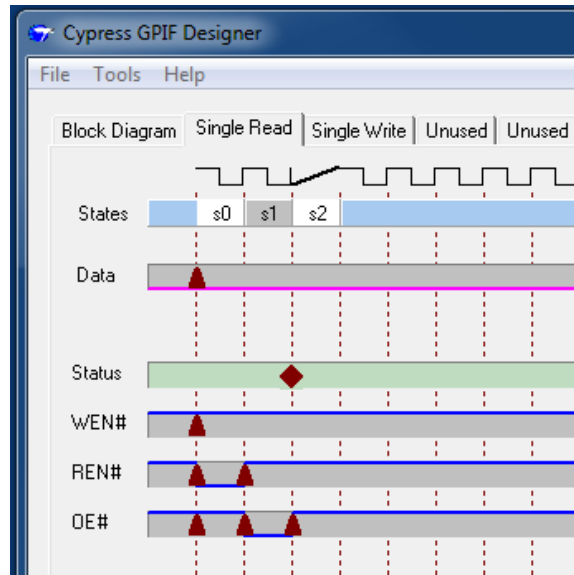 Cypress GPIF Designer
File Tools Help
Block Diagram Single Read Single Write Unused Unused
States s0 s1 s2
Data
Status
WEN#
REN#
OE#